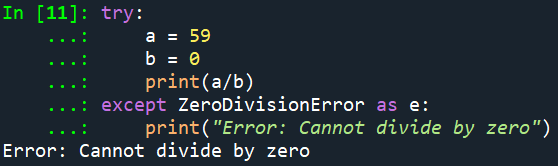 In [11]: try:
    ...:     a = 59
    ...:     b = 0
    ...:     print(a/b)
    ...: except ZeroDivisionError as e:
    ...:     print("Error: Cannot divide by zero")
Error: Cannot divide by zero